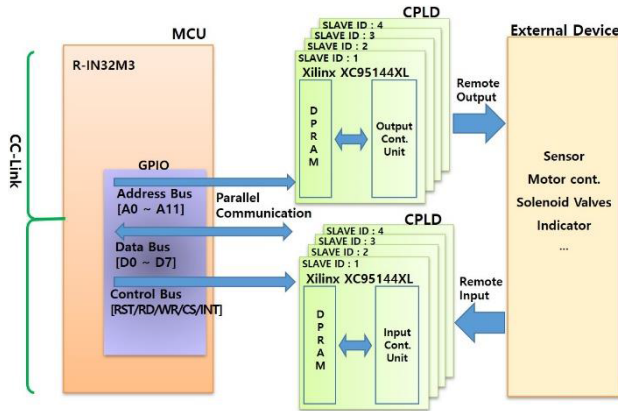 MCU
R-IN32M3
CC-Link
GPIO
Address Bus
[A0 ~ A11]
Data Bus
[D0 ~ D7]
Control Bus
[RST/RD/WR/CS/INT]
Parallel
Communication
CPLD
SLAVE ID : 4
SLAVE ID : 3
SLAVE ID : 2
SLAVE ID : 1
Xilinx XC95144XL
DPRAM
Output
Cont.
Unit
CPLD
SLAVE ID : 4
SLAVE ID : 3
SLAVE ID : 2
SLAVE ID : 1
Xilinx XC95144XL
DPRAM
Input
Cont.
Unit
Remote
Output
Remote
Input
External Device
Sensor
Motor cont.
Solenoid Valves
Indicator
...